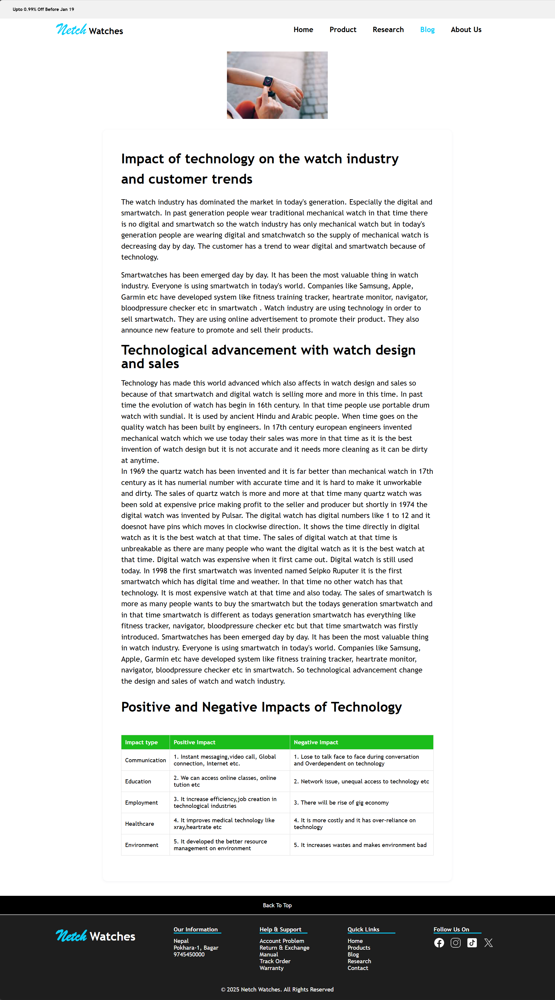 Upto 0.99% Off Before Jan 19
Netch Watches
Home Product Research Blog About Us
Impact of technology on the watch industry
and customer trends
The watch industry has dominated the market in today's generation. Especially the digital and
smartwatch. In past generation people wear traditional mechanical watch in that time there
is no digital and smartwatch so the watch industry has only mechanical watch but in today's
generation people are wearing digital and smatchwatch so the supply of mechanical watch is
decreasing day by day. The customer has a trend to wear digital and smartwatch because of
technology.
Smartwatches has been emerged day by day. It has been the most valuable thing in watch
industry. Everyone is using smartwatch in today's world. Companies like Samsung, Apple,
Garmin etc have developed system like fitness training tracker, heartrate monitor, navigator,
bloodpressure checker etc in smartwatch . Watch industry are using technology in order to
sell smartwatch. They are using online advertisement to promote their product. They also
announce new feature to promote and sell their products.
Technological advancement with watch design
and sales
Technology has made this world advanced which also affects in watch design and sales so
because of that smartwatch and digital watch is selling more and more in this time. In past
time the evolution of watch has begin in 16th century. In that time people use portable drum
watch with sundial. It is used by ancient Hindu and Arabic people. When time goes on the
quality watch has been built by engineers. In 17th century european engineers invented
mechanical watch which we use today their sales was more in that time as it is the best
invention of watch design but it is not accurate and it needs more cleaning as it can be dirty
at anytime.
In 1969 the quartz watch has been invented and it is far better than mechanical watch in 17th
century as it has numerial number with accurate time and it is hard to make it unworkable
and dirty. The sales of quartz watch is more and more at that time many quartz watch was
been sold at expensive price making profit to the seller and producer but shortly in 1974 the
digital watch was invented by Pulsar. The digital watch has digital numbers like 1 to 12 and it
doesnot have pins which moves in clockwise direction. It shows the time directly in digital
watch as it is the best watch at that time. The sales of digital watch at that time is
unbreakable as there are many people who want the digital watch as it is the best watch at
that time. Digital watch was expensive when it first came out. Digital watch is still used
today. In 1998 the first smartwatch was invented named Seipko Ruputer it is the first
smartwatch which has digital time and weather. In that time no other watch has that
technology. It is most expensive watch at that time and also today. The sales of smartwatch is
more as many people wants to buy the smartwatch but the todays generation smartwatch and
in that time smartwatch is different as todays generation smartwatch has everything like
fitness tracker, navigator, bloodpressure checker etc but that time smartwatch was firstly
introduced. Smartwatches has been emerged day by day. It has been the most valuable thing
in watch industry. Everyone is using smartwatch in today's world. Companies like Samsung,
Apple, Garmin etc have developed system like fitness training tracker, heartrate monitor,
navigator, bloodpressure checker etc in smartwatch. So technological advancement change
the design and sales of watch and watch industry.
Positive and Negative Impacts of Technology
Impact type Positive Impact Negative Impact
Communication
1. Instant messaging,video call, Global
connection, Internet etc.
1. Lose to talk face to face during conversation
and Overdependent on technology
Education
2. We can access online classes, online
tution etc
2. Network issue, unequal access to technology etc
Employment
3. It increase efficiency,job creation in
technological industries
3. There will be rise of gig economy
Healthcare
4. It improves medical technology like
xray,heartrate etc
4. It is more costly and it has over-reliance on
technology
Environment
5. It developed the better resource
management on environment
5. It increases wastes and makes environment bad
Back To Top
Netch Watches
Our Information
Nepal
Pokhara-1, Bagar
9745450000
Help & Support
Account Problem
Return & Exchange
Manual
Track Order
Warranty
Quick Links
Home
Products
Blog
Research
Contact
Follow Us On
© 2025 Netch Watches. All Rights Reserved